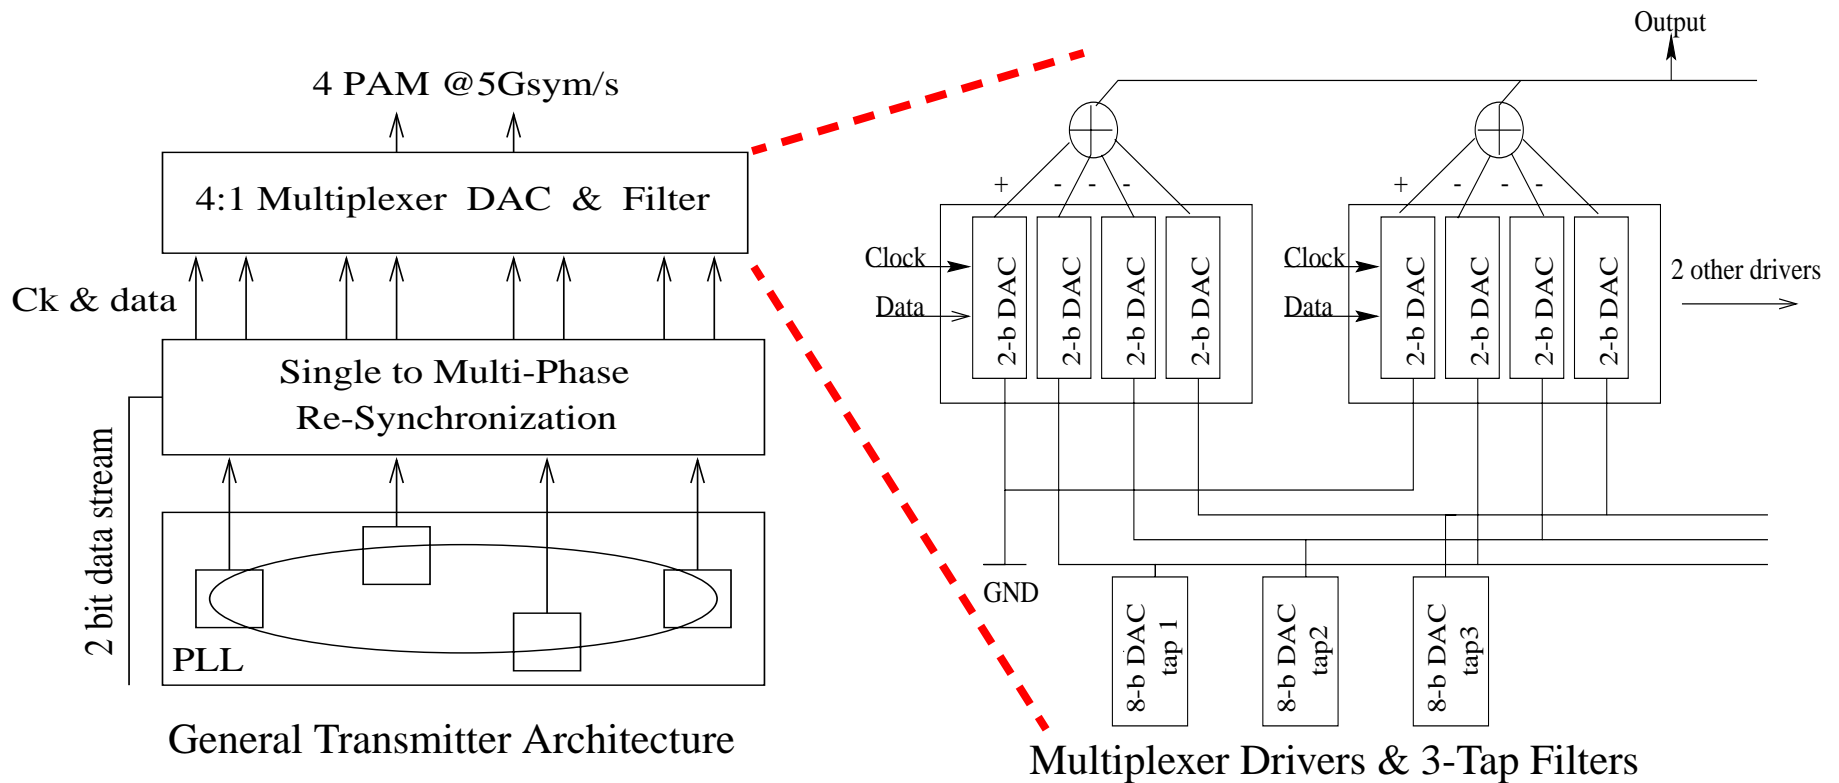 4 PAM @5Gsym/s
4:1 Multiplexer DAC & Filter
Ck & data
Single to Multi-Phase
Re-Synchronization
2 bit data stream
PLL
General Transmitter Architecture
Output
+ - - -
+ - - -
Clock
Data
2-b DAC
2-b DAC
2-b DAC
2-b DAC
Clock
Data
2-b DAC
2-b DAC
2-b DAC
2-b DAC
2 other drivers
GND
8-b DAC
tap 1
8-b DAC
tap2
8-b DAC
tap3
Multiplexer Drivers & 3-Tap Filters